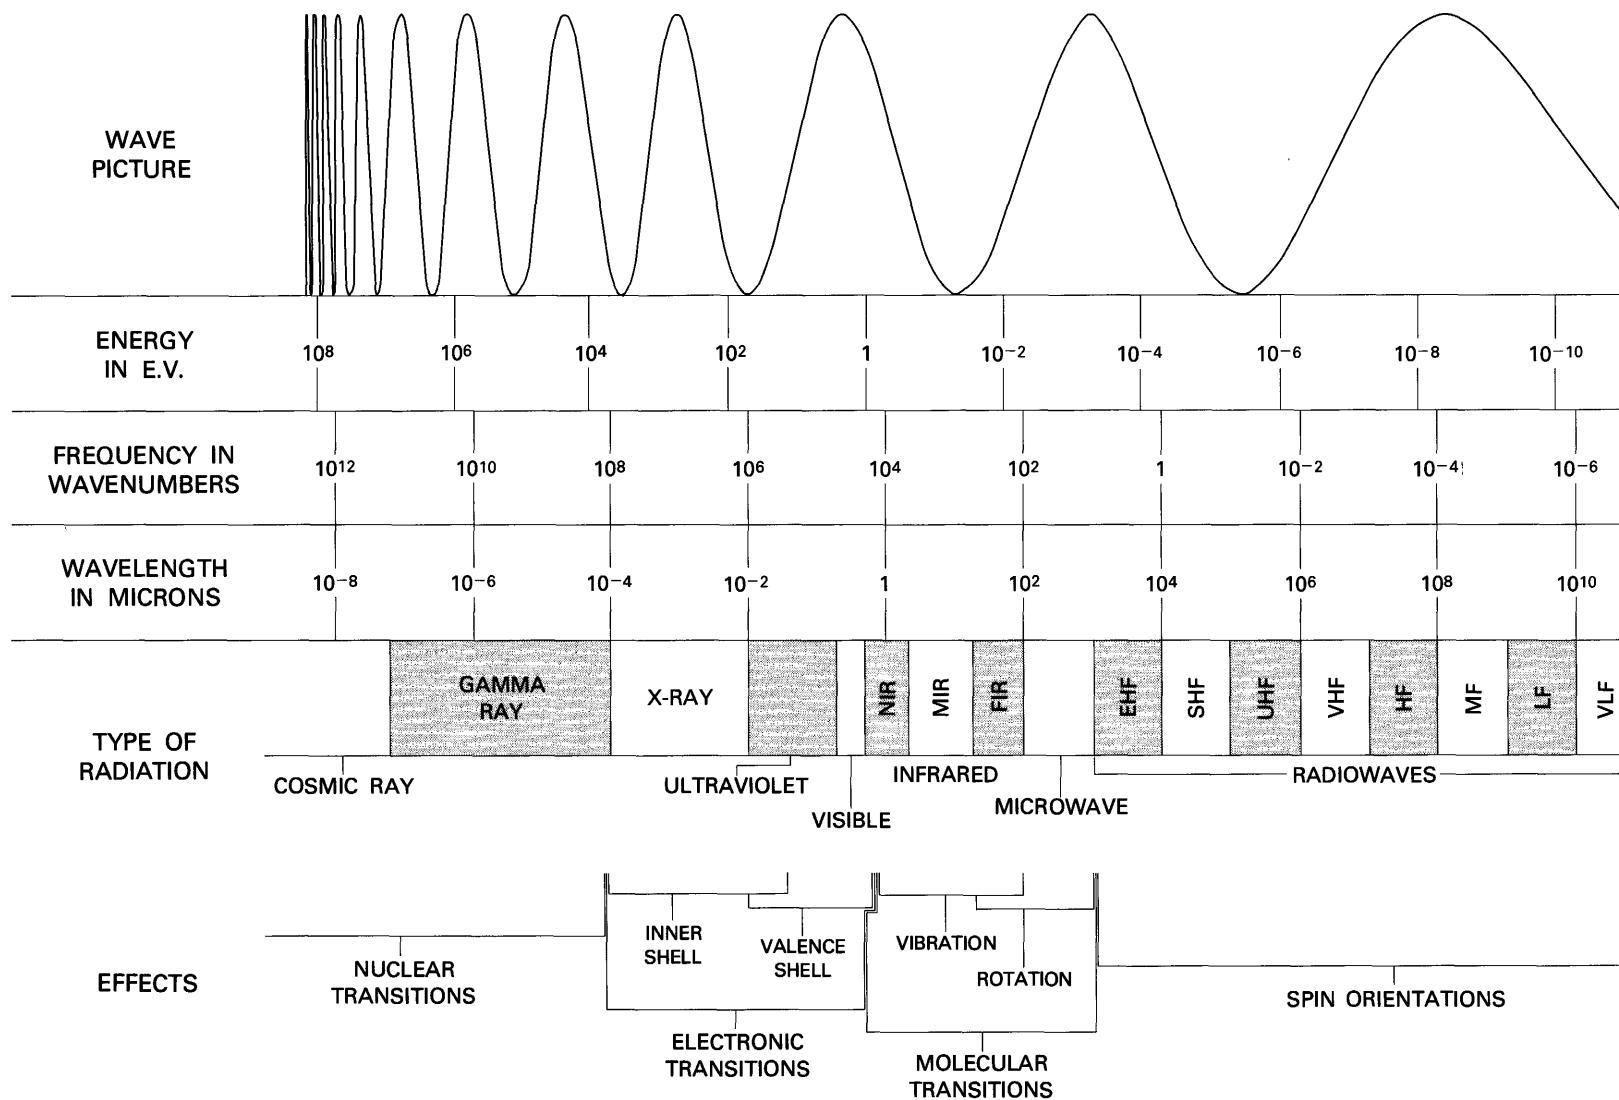 WAVE
PICTURE
ENERGY
IN E.V.
10⁸ 10⁶ 10⁴ 10² 1 10⁻² 10⁻⁴ 10⁻⁶ 10⁻⁸ 10⁻¹⁰
FREQUENCY IN
WAVENUMBERS
10¹² 10¹⁰ 10⁸ 10⁶ 10⁴ 10² 1 10⁻² 10⁻⁴ 10⁻⁶
WAVELENGTH
IN MICRONS
10⁻⁸ 10⁻⁶ 10⁻⁴ 10⁻² 1 10² 10⁴ 10⁶ 10⁸ 10¹⁰
TYPE OF
RADIATION
GAMMA
RAY
X-RAY
NIR
MIR
FIR
EHF
SHF
UHF
VHF
HF
MF
LF
VLF
COSMIC RAY
ULTRAVIOLET
VISIBLE
INFRARED
MICROWAVE
RADIOWAVES
EFFECTS
NUCLEAR
TRANSITIONS
INNER
SHELL
VALENCE
SHELL
ELECTRONIC
TRANSITIONS
VIBRATION
ROTATION
MOLECULAR
TRANSITIONS
SPIN ORIENTATIONS